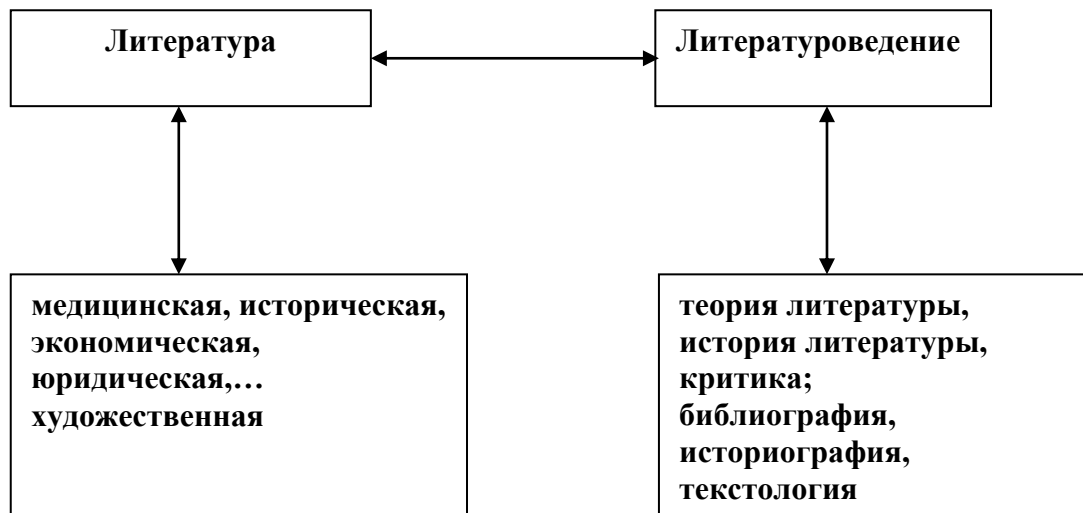 Литература
Литературоведение
медицинская, историческая,
экономическая,
юридическая,…
художественная
теория литературы,
история литературы,
критика;
библиография,
историография,
текстология